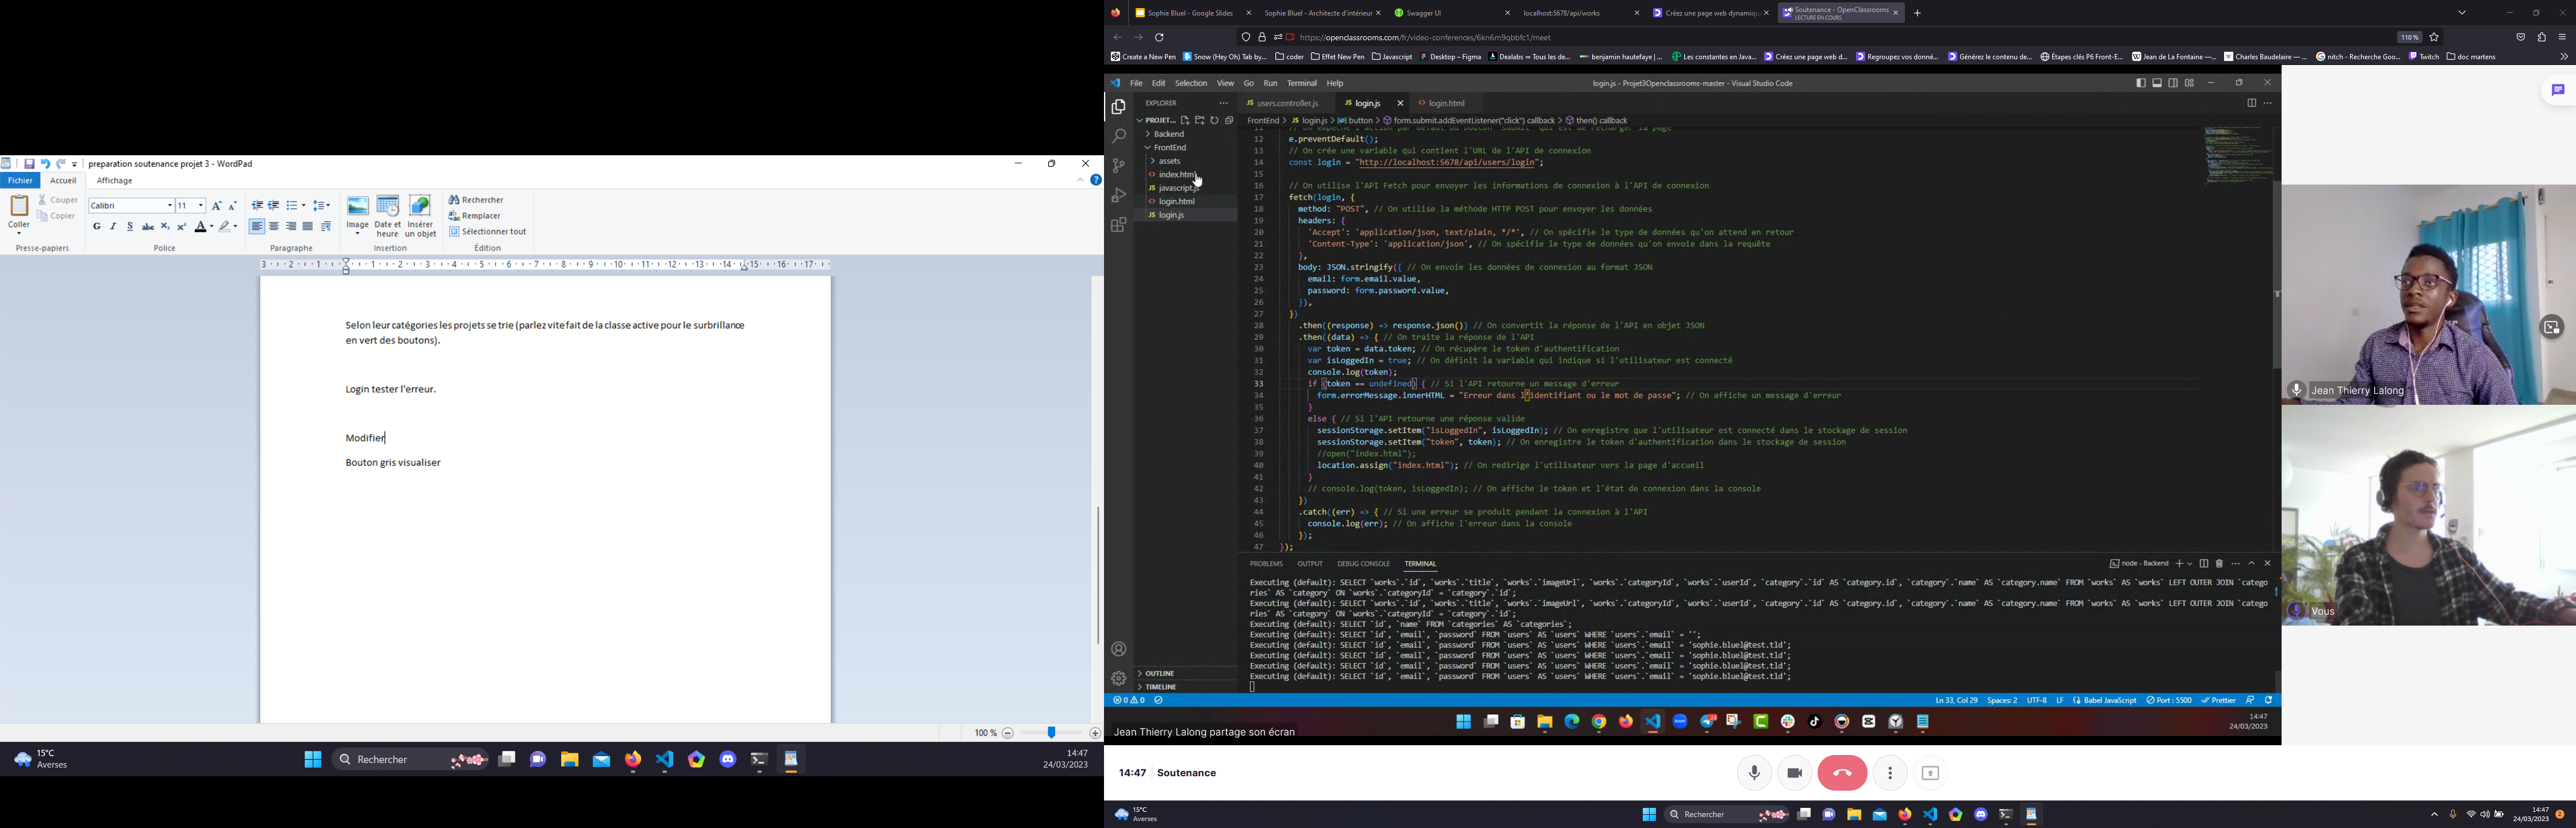 preparation soutenance projet 3 - WordPad
Fichier
Accueil
Affichage
Coller
Couper
Copier
Presse-papiers
Calibri
11
Police
Paragraphe
Image
Date et heure
Insérer un objet
Insertion
Rechercher
Remplacer
Sélectionner tout
Édition
Selon leur catégories les projets se trie (parlez vite fait de la classe active pour le surbrillance
en vert des boutons).
Login tester l'erreur.
Modifier
Bouton gris visualiser
100 %
15°C
Averses
Rechercher
14:47
24/03/2023
Sophie Bluel - Google Slides
Sophie Bluel - Architecte d'intérieur
Swagger UI
localhost:5678/api/works
Créez une page web dynamiqu
Soutenance - OpenClassrooms
LECTURE EN COURS
https://openclassrooms.com/fr/video-conferences/6kn6m9qbbfc1/meet
110 %
Create a New Pen
Snow (Hey Oh) Tab by...
coder
Effet New Pen
Javascript
Desktop – Figma
Dealabs ⇒ Tous les de...
benjamin hautefaye | ...
Les constantes en Java...
Créez une page web d...
Regroupez vos donné...
Générez le contenu de...
Étapes clés P6 Front-E...
Jean de La Fontaine —...
Charles Baudelaire — ...
nitch - Recherche Goo...
Twitch
doc martens
File Edit Selection View Go Run Terminal Help
login.js - Projet3Openclassrooms-master - Visual Studio Code
EXPLORER
PROJET...
Backend
FrontEnd
assets
index.html
javascript.js
login.html
login.js
OUTLINE
TIMELINE
users.controller.js
login.js
login.html
FrontEnd > login.js > button > form.submit.addEventListener("click") callback > then() callback
12 e.preventDefault();
13 // On crée une variable qui contient l'URL de l'API de connexion
14 const login = "http://localhost:5678/api/users/login";
15
16 // On utilise l'API Fetch pour envoyer les informations de connexion à l'API de connexion
17 fetch(login, {
18 method: "POST", // On utilise la méthode HTTP POST pour envoyer les données
19 headers: {
20 'Accept': 'application/json, text/plain, */*', // On spécifie le type de données qu'on attend en retour
21 'Content-Type': 'application/json', // On spécifie le type de données qu'on envoie dans la requête
22 },
23 body: JSON.stringify({ // On envoie les données de connexion au format JSON
24 email: form.email.value,
25 password: form.password.value,
26 }),
27 })
28 .then((response) => response.json()) // On convertit la réponse de l'API en objet JSON
29 .then((data) => { // On traite la réponse de l'API
30 var token = data.token; // On récupère le token d'authentification
31 var isLoggedIn = true; // On définit la variable qui indique si l'utilisateur est connecté
32 console.log(token);
33 if (token == undefined) { // Si l'API retourne un message d'erreur
34 form.errorMessage.innerHTML = "Erreur dans l’identifiant ou le mot de passe"; // On affiche un message d'erreur
35 }
36 else { // Si l'API retourne une réponse valide
37 sessionStorage.setItem("isLoggedIn", isLoggedIn); // On enregistre que l'utilisateur est connecté dans le stockage de session
38 sessionStorage.setItem("token", token); // On enregistre le token d'authentification dans le stockage de session
39 //open("index.html");
40 location.assign("index.html"); // On redirige l'utilisateur vers la page d'accueil
41 }
42 // console.log(token, isLoggedIn); // On affiche le token et l'état de connexion dans la console
43 })
44 .catch((err) => { // Si une erreur se produit pendant la connexion à l'API
45 console.log(err); // On affiche l'erreur dans la console
46 });
47 });
PROBLEMS OUTPUT DEBUG CONSOLE TERMINAL
node - Backend
Executing (default): SELECT `works`.`id`, `works`.`title`, `works`.`imageUrl`, `works`.`categoryId`, `works`.`userId`, `category`.`id` AS `category.id`, `category`.`name` AS `category.name` FROM `works` AS `works` LEFT OUTER JOIN `catego
ries` AS `category` ON `works`.`categoryId` = `category`.`id`;
Executing (default): SELECT `works`.`id`, `works`.`title`, `works`.`imageUrl`, `works`.`categoryId`, `works`.`userId`, `category`.`id` AS `category.id`, `category`.`name` AS `category.name` FROM `works` AS `works` LEFT OUTER JOIN `catego
ries` AS `category` ON `works`.`categoryId` = `category`.`id`;
Executing (default): SELECT `id`, `name` FROM `categories` AS `categories`;
Executing (default): SELECT `id`, `email`, `password` FROM `users` AS `users` WHERE `users`.`email` = '';
Executing (default): SELECT `id`, `email`, `password` FROM `users` AS `users` WHERE `users`.`email` = 'sophie.bluel@test.tld';
Executing (default): SELECT `id`, `email`, `password` FROM `users` AS `users` WHERE `users`.`email` = 'sophie.bluel@test.tld';
Executing (default): SELECT `id`, `email`, `password` FROM `users` AS `users` WHERE `users`.`email` = 'sophie.bluel@test.tld';
Executing (default): SELECT `id`, `email`, `password` FROM `users` AS `users` WHERE `users`.`email` = 'sophie.bluel@test.tld';
0 0
Ln 33, Col 29 Spaces: 2 UTF-8 LF Babel JavaScript Port : 5500 Prettier
14:47
24/03/2023
Jean Thierry Lalong partage son écran
Jean Thierry Lalong
Vous
14:47 Soutenance
15°C
Averses
Rechercher
14:47
24/03/2023
2